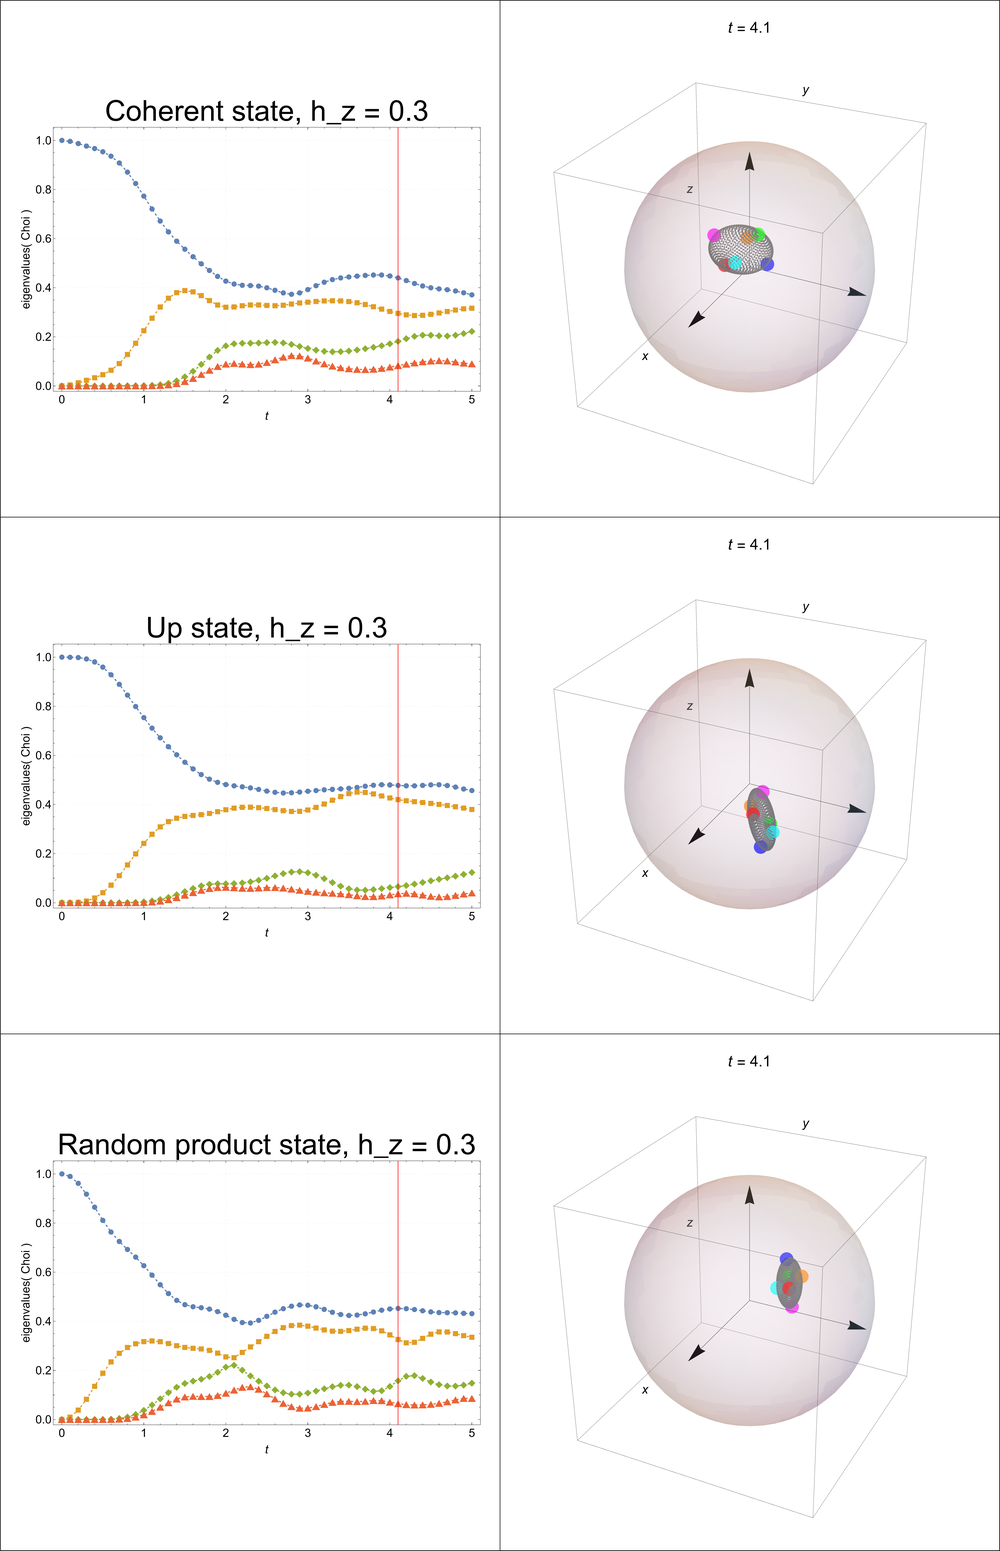 Coherent state, h_z = 0.3
eigenvalues( Choi )
1.0
0.8
0.6
0.4
0.2
0.0
0 1 2 3 4 5
t
t = 4.1
y
z
x
Up state, h_z = 0.3
eigenvalues( Choi )
1.0
0.8
0.6
0.4
0.2
0.0
0 1 2 3 4 5
t
t = 4.1
y
z
x
Random product state, h_z = 0.3
eigenvalues( Choi )
1.0
0.8
0.6
0.4
0.2
0.0
0 1 2 3 4 5
t
t = 4.1
y
z
x